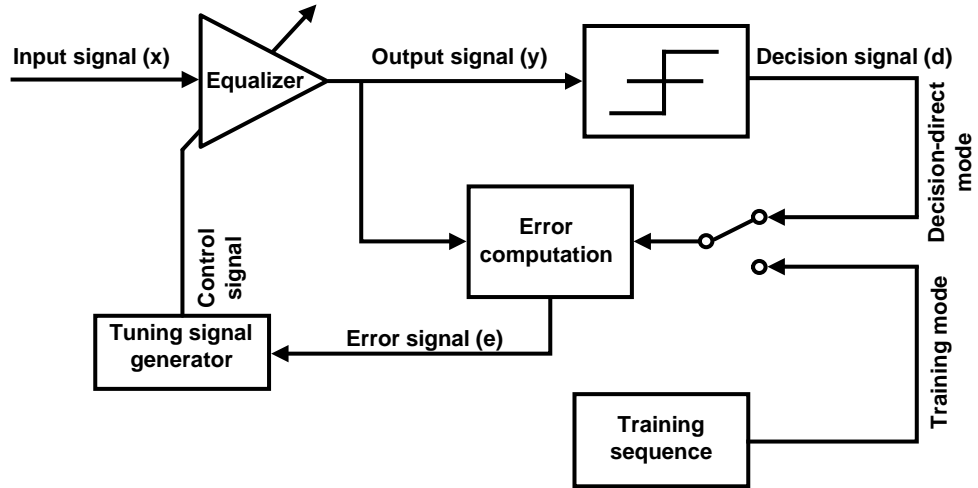 Input signal (x)
Equalizer
Output signal (y)
Decision signal (d)
Decision-direct
mode
Error
computation
Control
signal
Tuning signal
generator
Error signal (e)
Training mode
Training
sequence